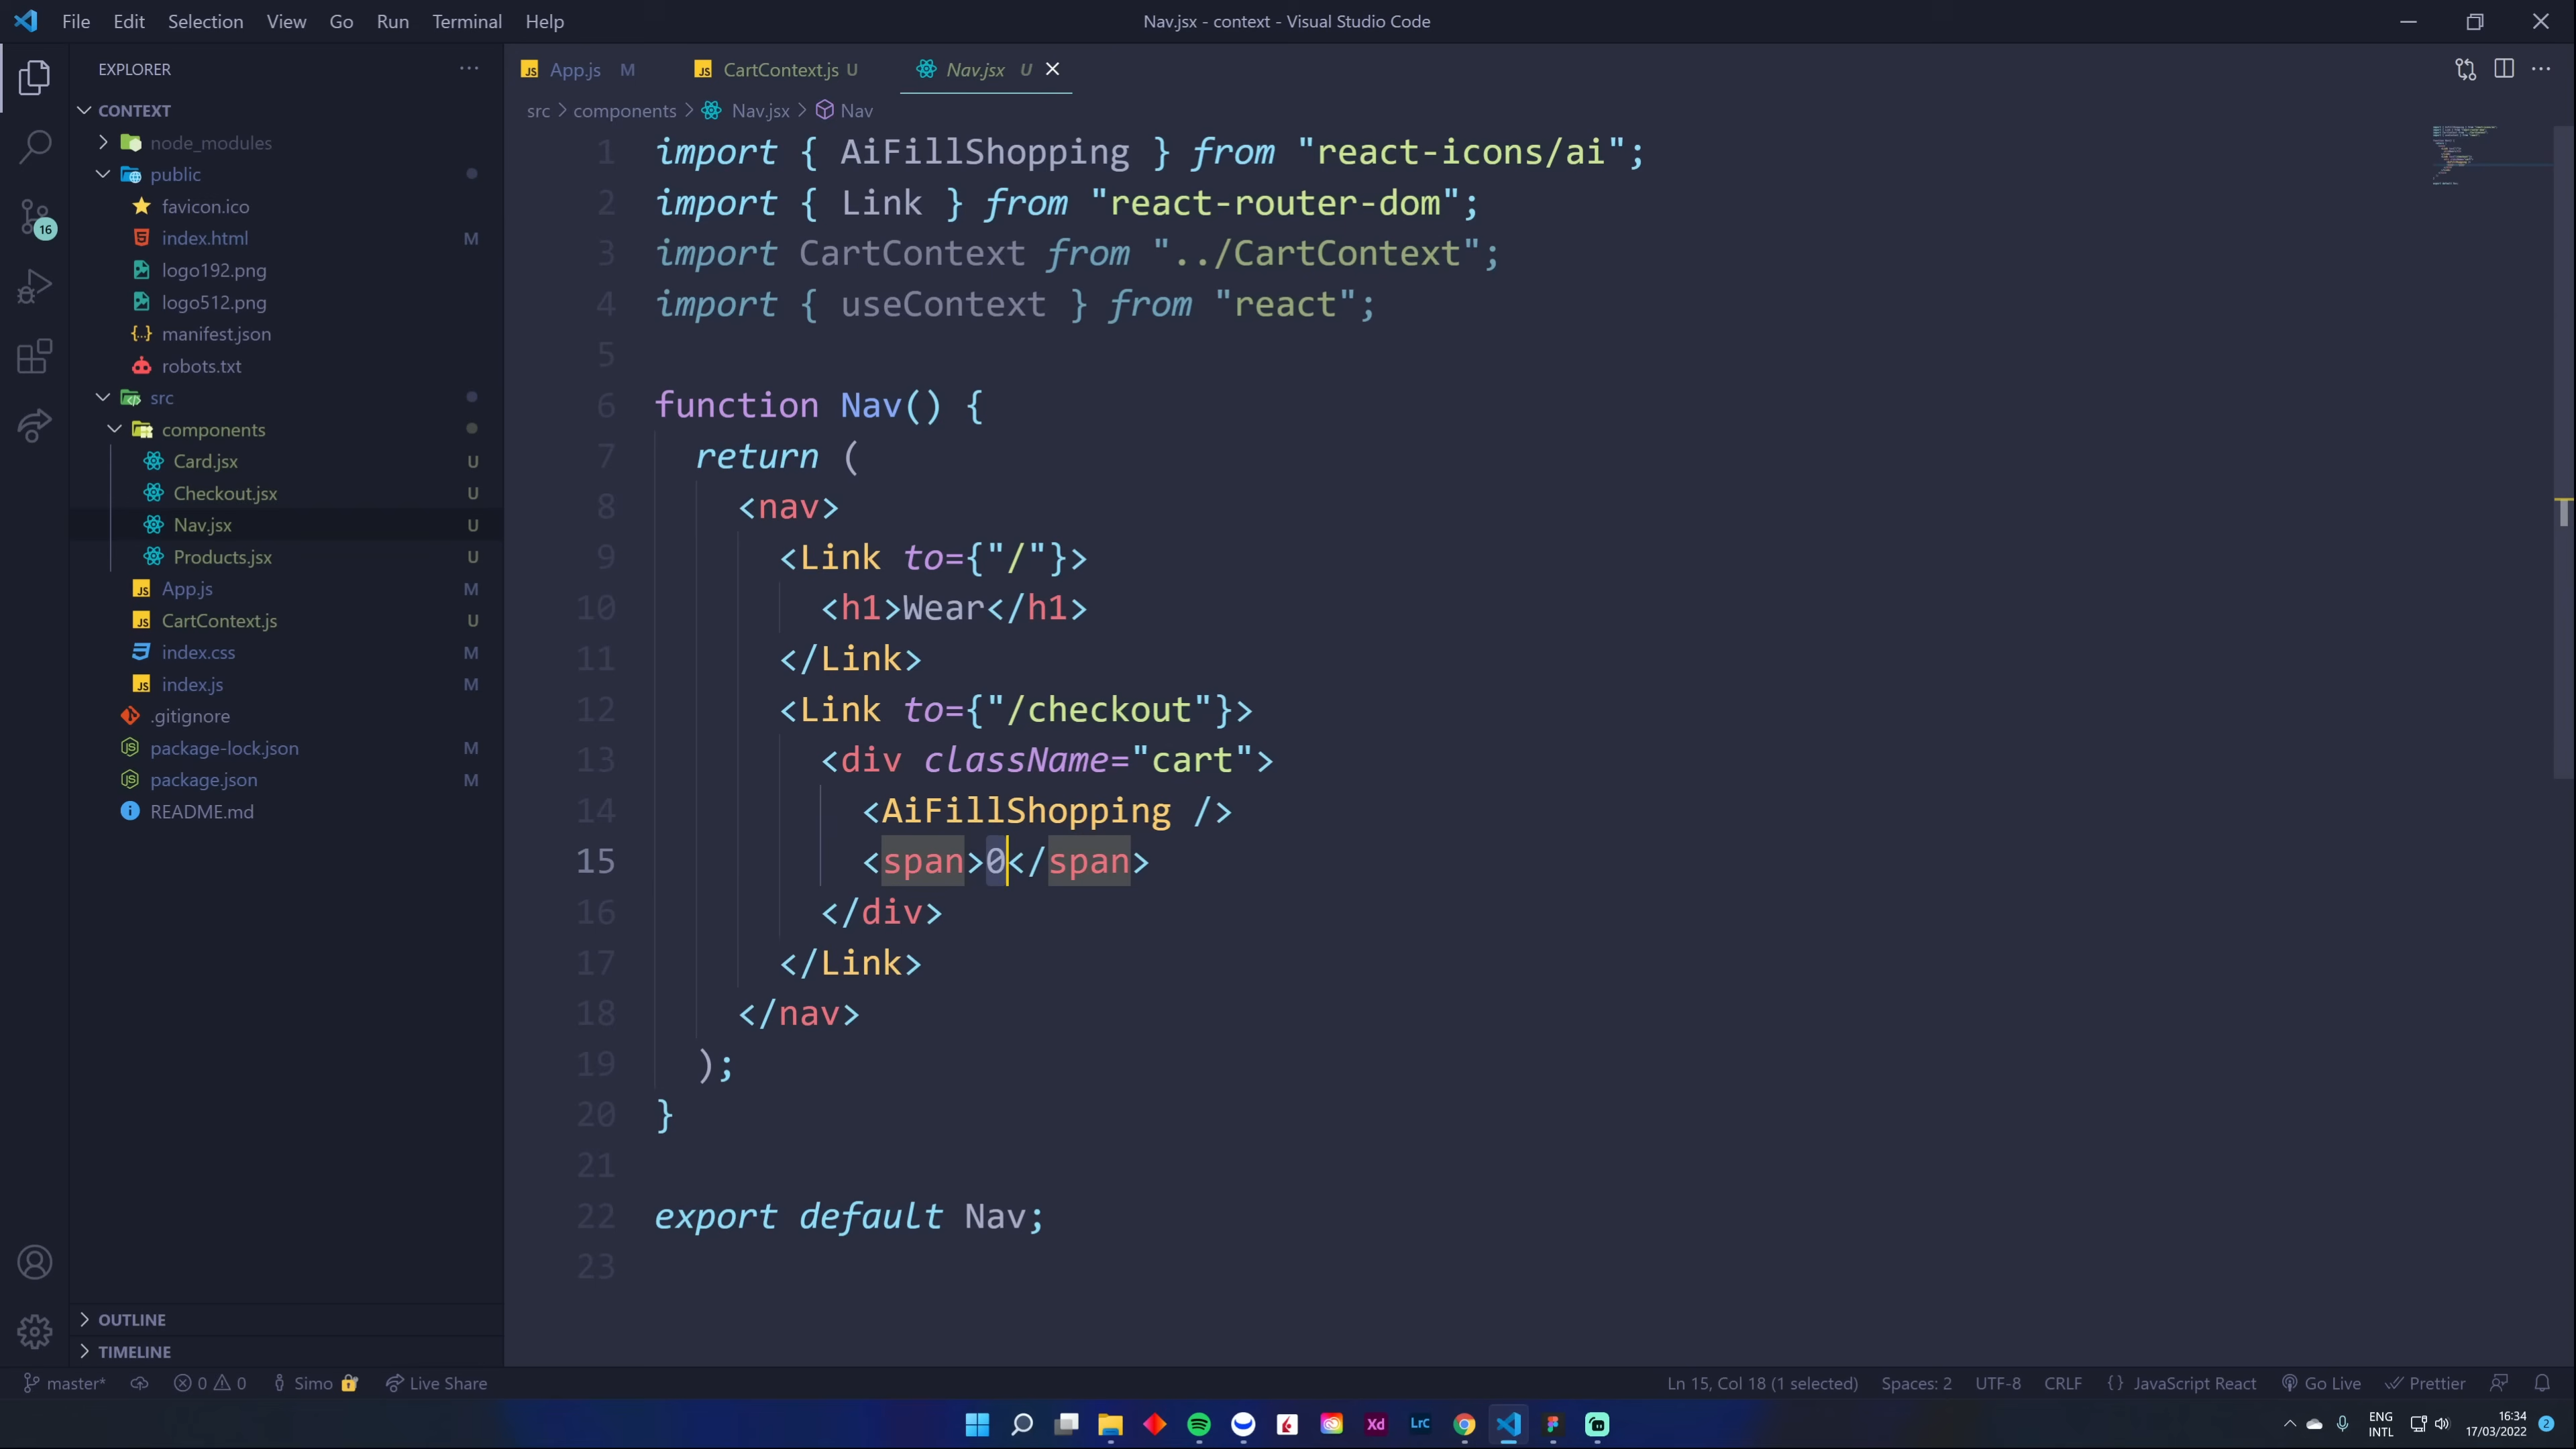 File Edit Selection View Go Run Terminal Help
Nav.jsx - context - Visual Studio Code
EXPLORER
CONTEXT
node_modules
public
favicon.ico
index.html M
logo192.png
logo512.png
manifest.json
robots.txt
src
components
Card.jsx U
Checkout.jsx U
Nav.jsx U
Products.jsx U
App.js M
CartContext.js U
index.css M
index.js M
.gitignore
package-lock.json M
package.json M
README.md
OUTLINE
TIMELINE
16
App.js M
CartContext.js U
Nav.jsx U
src > components > Nav.jsx > Nav
1 import { AiFillShopping } from "react-icons/ai";
2 import { Link } from "react-router-dom";
3 import CartContext from "../CartContext";
4 import { useContext } from "react";
5
6 function Nav() {
7 return (
8 <nav>
9 <Link to={"/"}>
10 <h1>Wear</h1>
11 </Link>
12 <Link to={"/checkout"}>
13 <div className="cart">
14 <AiFillShopping />
15 <span>0</span>
16 </div>
17 </Link>
18 </nav>
19 );
20 }
21
22 export default Nav;
23
master* 0 0 Simo Live Share
Ln 15, Col 18 (1 selected) Spaces: 2 UTF-8 CRLF {} JavaScript React Go Live Prettier
Xd LrC
ENG
INTL
16:34
17/03/2022
2